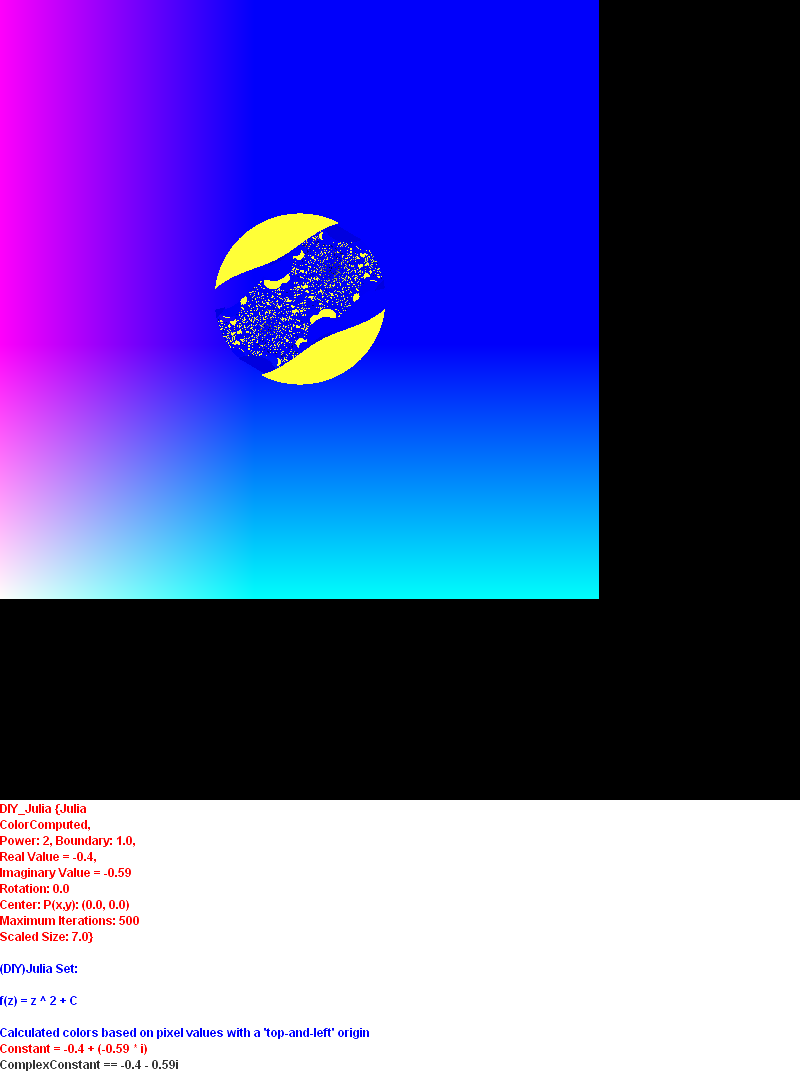 DIY_Julia {Julia
ColorComputed,
Power: 2, Boundary: 1.0,
Real Value = -0.4,
Imaginary Value = -0.59
Rotation: 0.0
Center: P(x,y): (0.0, 0.0)
Maximum Iterations: 500
Scaled Size: 7.0}
(DIY)Julia Set:
f(z) = z ^ 2 + C
Calculated colors based on pixel values with a 'top-and-left' origin
Constant = -0.4 + (-0.59 * i)
ComplexConstant == -0.4 - 0.59i